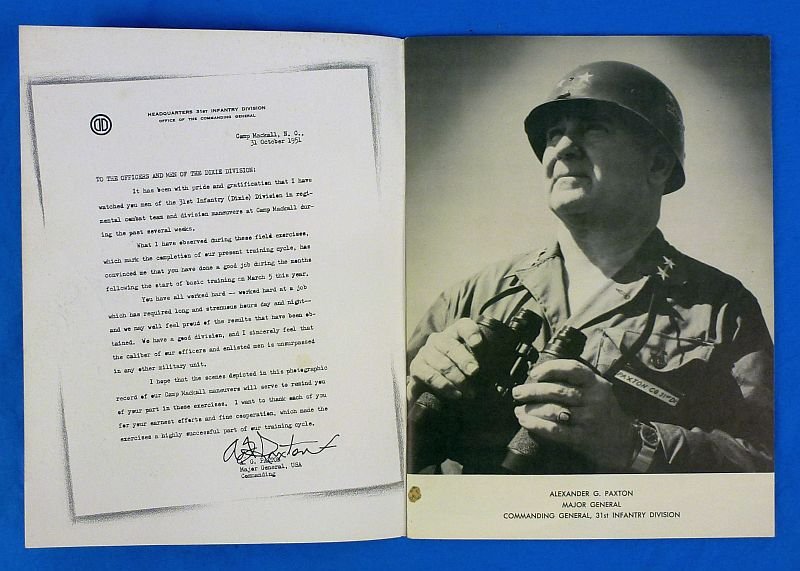 HEADQUARTERS 31ST INFANTRY DIVISION
OFFICE OF THE COMMANDING GENERAL
Camp Mackall, N. C.,
31 October 1951
TO THE OFFICERS AND MEN OF THE DIXIE DIVISION:
It has been with pride and gratification that I have
watched you men of the 31st Infantry (Dixie) Division in regi-
mental combat team and division maneuvers at Camp Mackall dur-
ing the past several weeks.
What I have observed during these field exercises,
which mark the completion of our present training cycle, has
convinced me that you have done a good job during the months
following the start of basic training on March 5 this year.
You have all worked hard -- worked hard at a job
which has required long and strenuous hours day and night--
and we may well feel proud of the results that have been ob-
tained. We have a good division, and I sincerely feel that
the caliber of our officers and enlisted men is unsurpassed
in any other military unit.
I hope that the scenes depicted in this photographic
record of our Camp Mackall maneuvers will serve to remind you
of your part in these exercises. I want to thank each of you
for your earnest efforts and fine cooperation, which made the
exercises a highly successful part of our training cycle.
A G Paxton
A. G. PAXTON
Major General, USA
Commanding
PAXTON CG 31ST DIV
ALEXANDER G. PAXTON
MAJOR GENERAL
COMMANDING GENERAL, 31st INFANTRY DIVISION